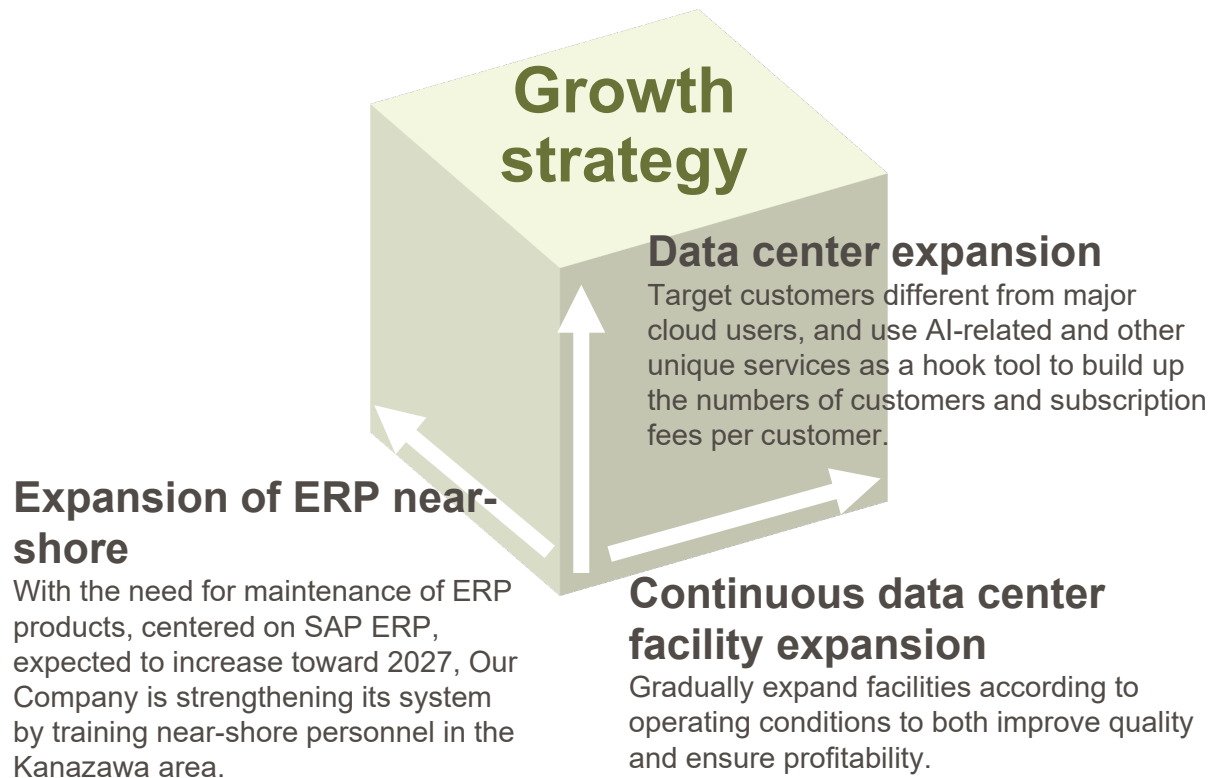 Growth
strategy
Data center expansion
Target customers different from major
cloud users, and use AI-related and other
unique services as a hook tool to build up
the numbers of customers and subscription
fees per customer.
Expansion of ERP near-
shore
With the need for maintenance of ERP
products, centered on SAP ERP,
expected to increase toward 2027, Our
Company is strengthening its system
by training near-shore personnel in the
Kanazawa area.
Continuous data center
facility expansion
Gradually expand facilities according to
operating conditions to both improve quality
and ensure profitability.